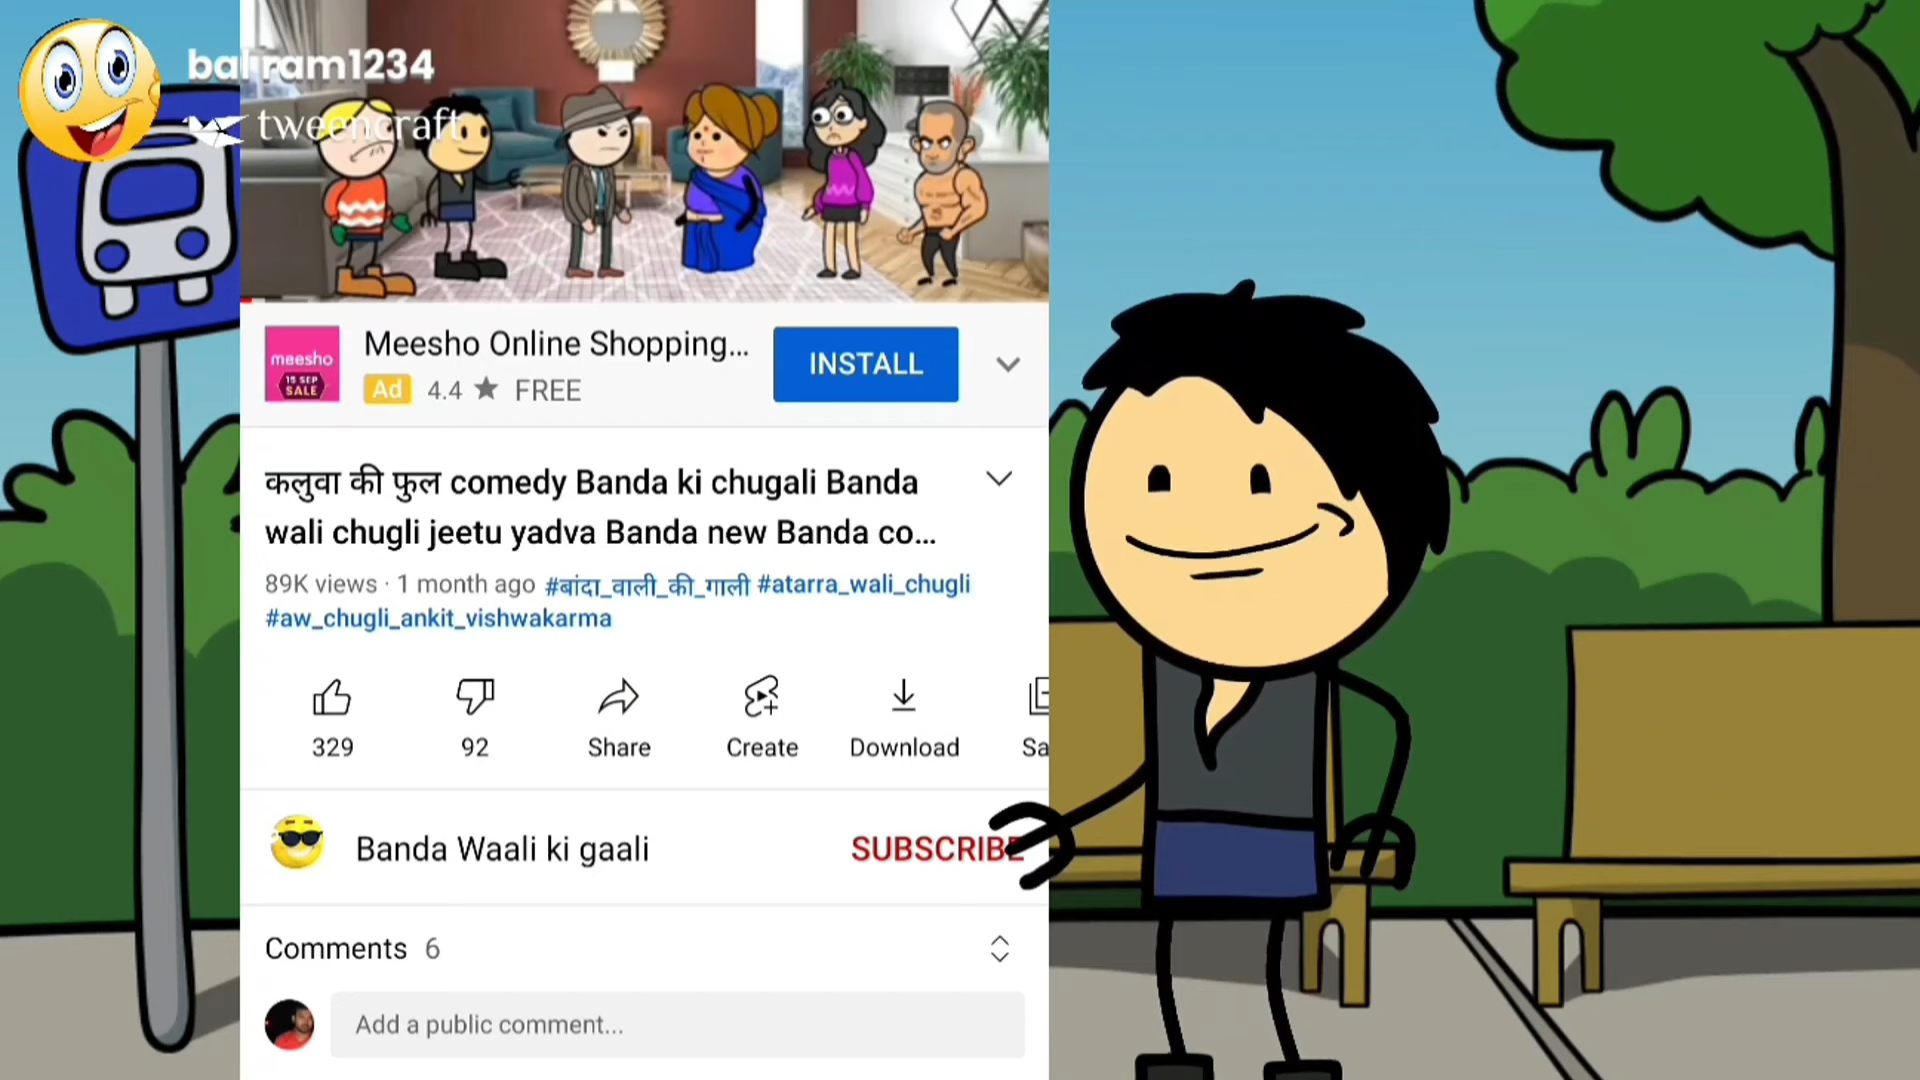 balram1234
tweencraft
meesho
15 SEP
SALE
Meesho Online Shopping...
Ad 4.4 ★ FREE
INSTALL
कलुवा की फुल comedy Banda ki chugali Banda
wali chugli jeetu yadva Banda new Banda co...
89K views · 1 month ago #बांदा_वाली_की_गाली #atarra_wali_chugli
#aw_chugli_ankit_vishwakarma
329 92 Share Create Download Sa
Banda Waali ki gaali
SUBSCRIBE
Comments 6
Add a public comment...